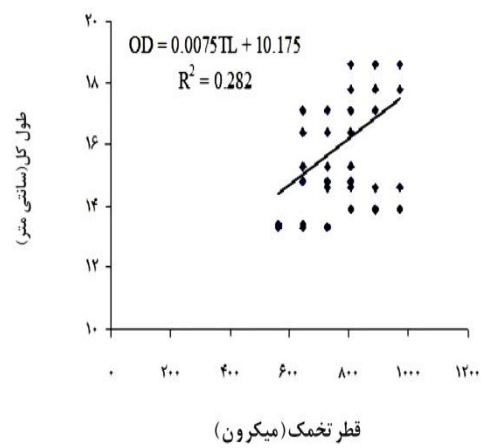 OD = 0.0075TL + 10.175
R² = 0.282
طول کل(سانتی متر)
۲۰
۱۸
۱۶
۱۴
۱۲
۱۰
۰ ۲۰۰ ۴۰۰ ۶۰۰ ۸۰۰ ۱۰۰۰ ۱۲۰۰
قطر تخمک (میکرون)